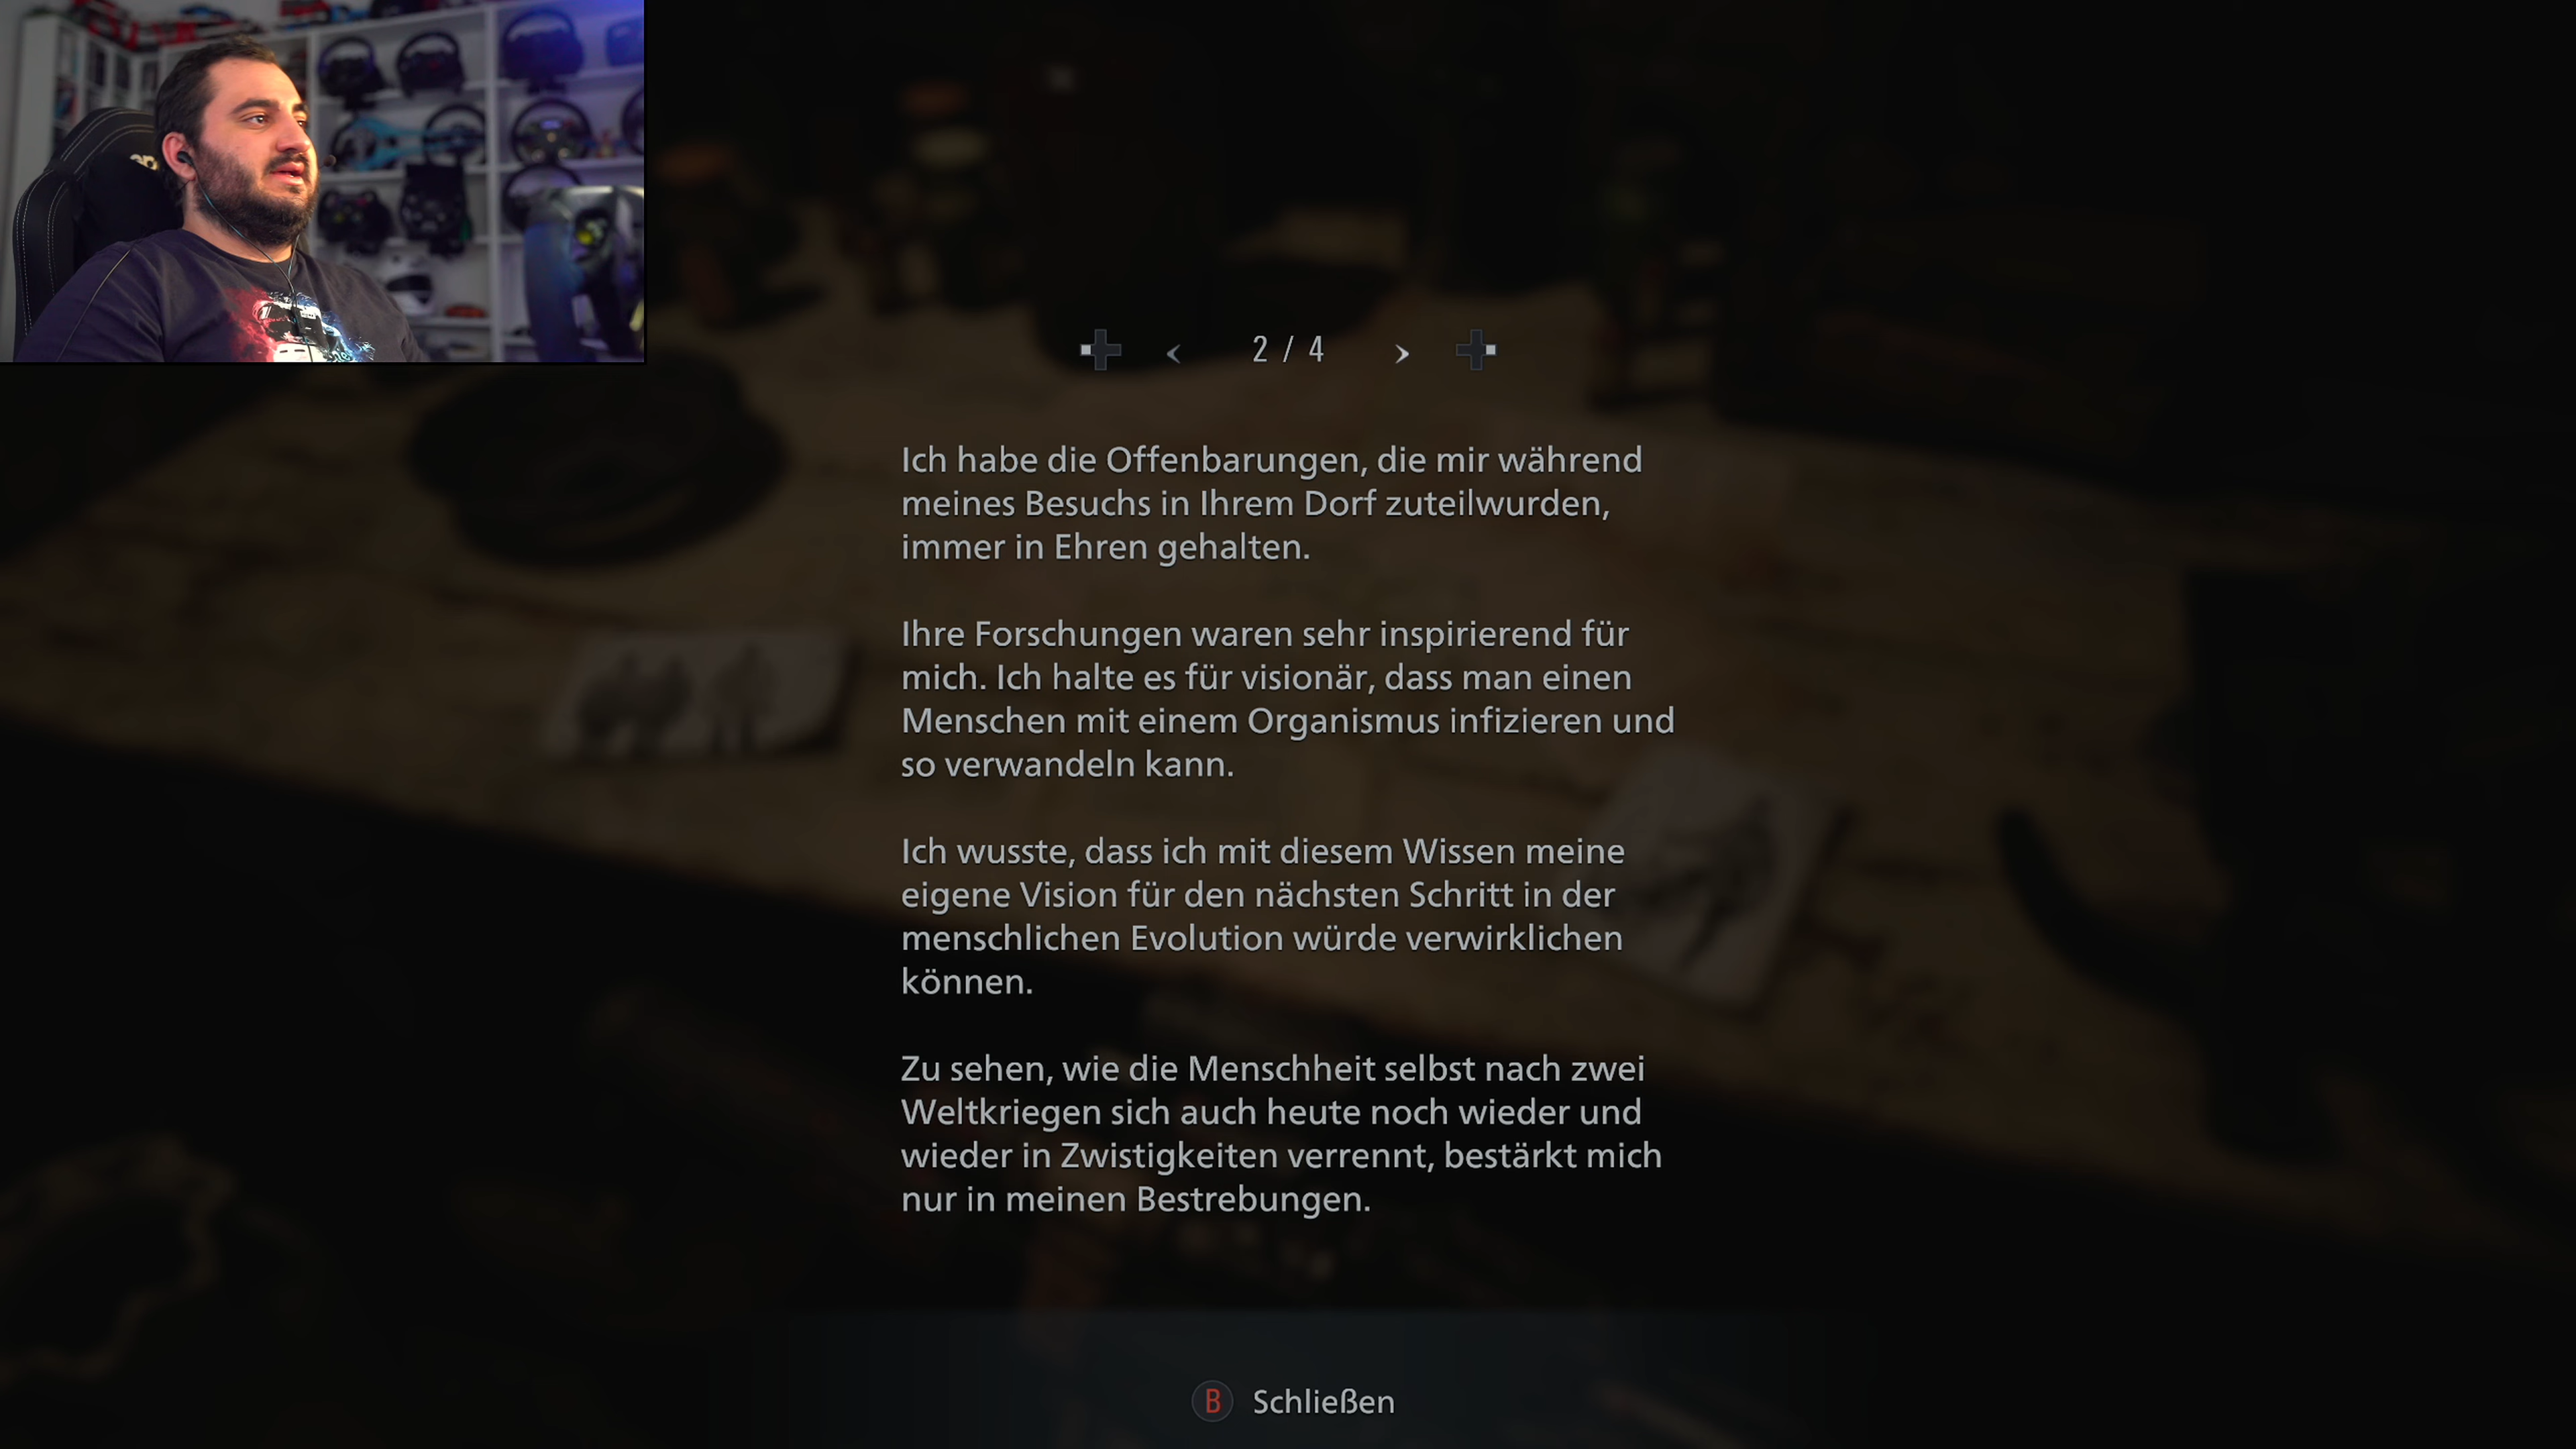 2 / 4
Ich habe die Offenbarungen, die mir während
meines Besuchs in Ihrem Dorf zuteilwurden,
immer in Ehren gehalten.
Ihre Forschungen waren sehr inspirierend für
mich. Ich halte es für visionär, dass man einen
Menschen mit einem Organismus infizieren und
so verwandeln kann.
Ich wusste, dass ich mit diesem Wissen meine
eigene Vision für den nächsten Schritt in der
menschlichen Evolution würde verwirklichen
können.
Zu sehen, wie die Menschheit selbst nach zwei
Weltkriegen sich auch heute noch wieder und
wieder in Zwistigkeiten verrennt, bestärkt mich
nur in meinen Bestrebungen.
B Schließen